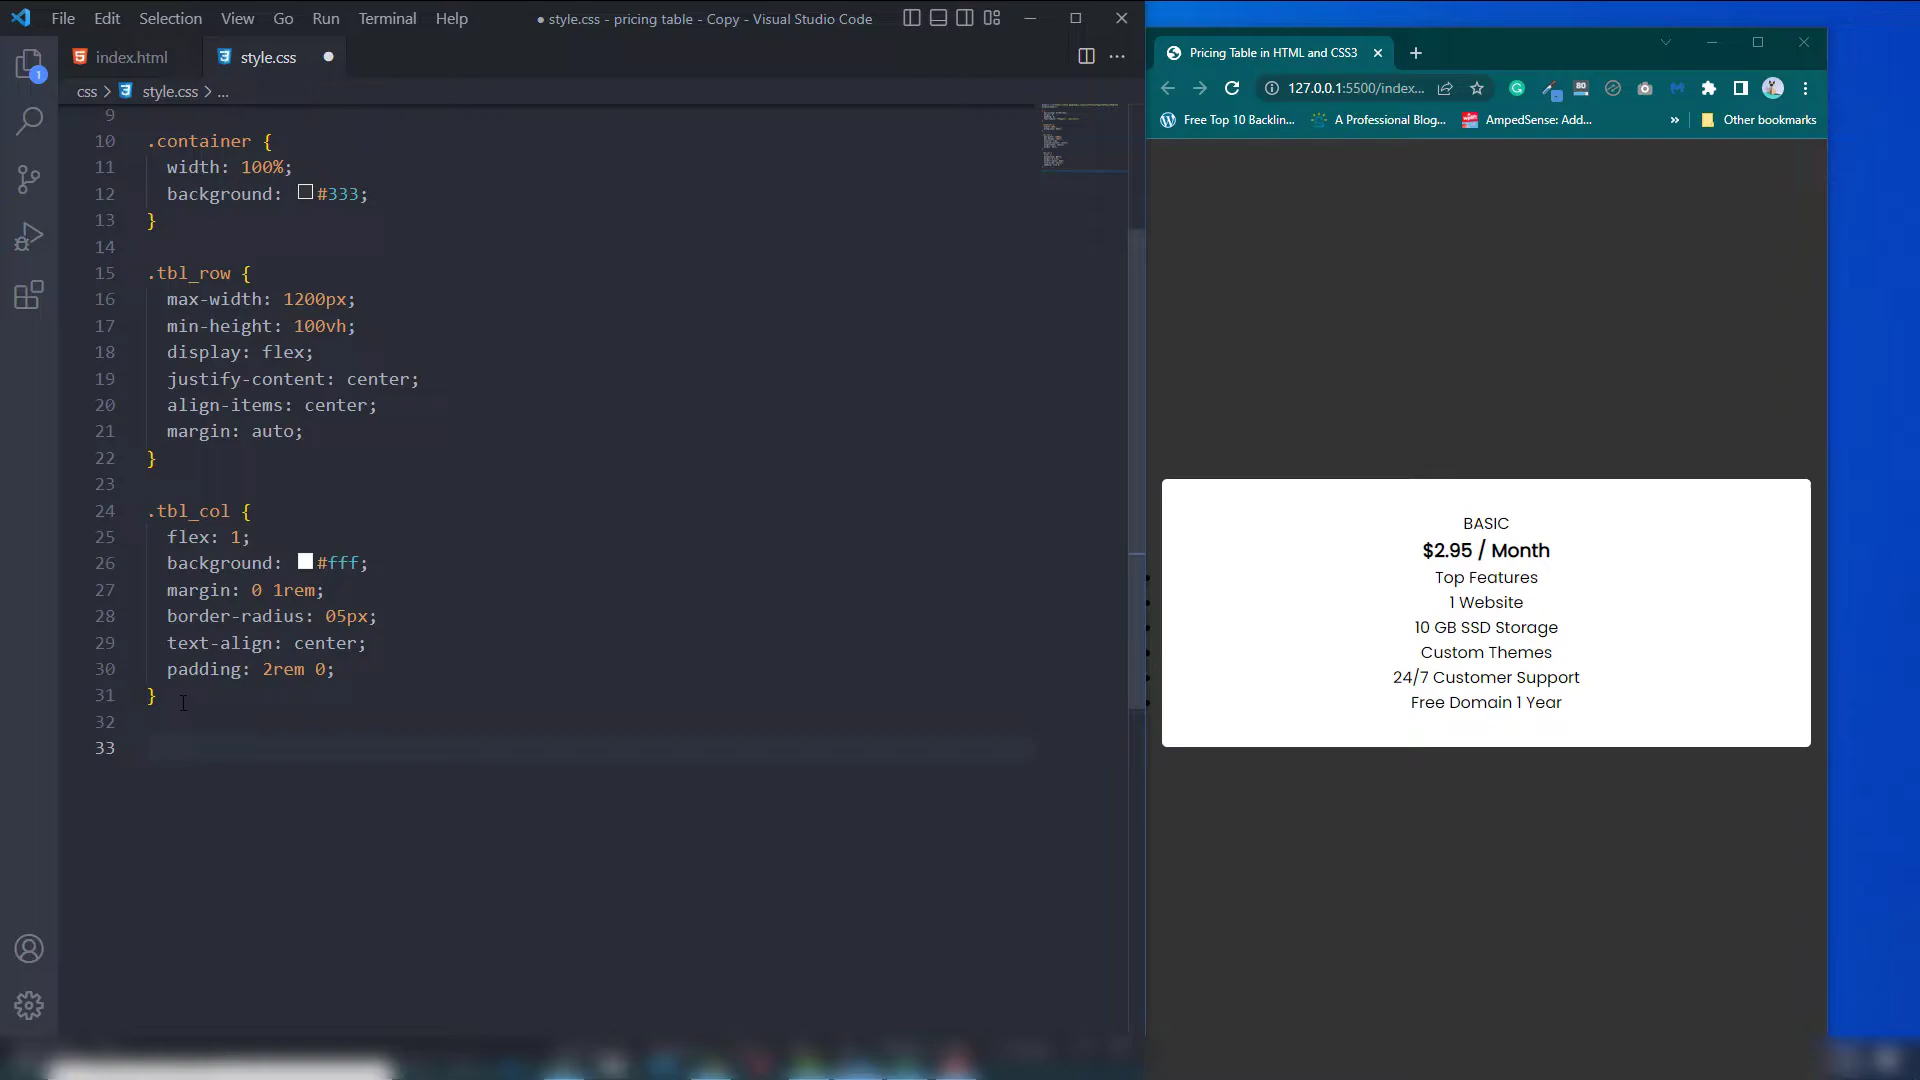 File Edit Selection View Go Run Terminal Help
● style.css - pricing table - Copy - Visual Studio Code
index.html
style.css
css > style.css > ...
1
9
10 .container {
11 width: 100%;
12 background: #333;
13 }
14
15 .tbl_row {
16 max-width: 1200px;
17 min-height: 100vh;
18 display: flex;
19 justify-content: center;
20 align-items: center;
21 margin: auto;
22 }
23
24 .tbl_col {
25 flex: 1;
26 background: #fff;
27 margin: 0 1rem;
28 border-radius: 05px;
29 text-align: center;
30 padding: 2rem 0;
31 }
32
33
Pricing Table in HTML and CSS3
127.0.0.1:5500/index...
80
Free Top 10 Backlin...
A Professional Blog...
AmpedSense: Add...
»
Other bookmarks
BASIC
$2.95 / Month
Top Features
1 Website
10 GB SSD Storage
Custom Themes
24/7 Customer Support
Free Domain 1 Year